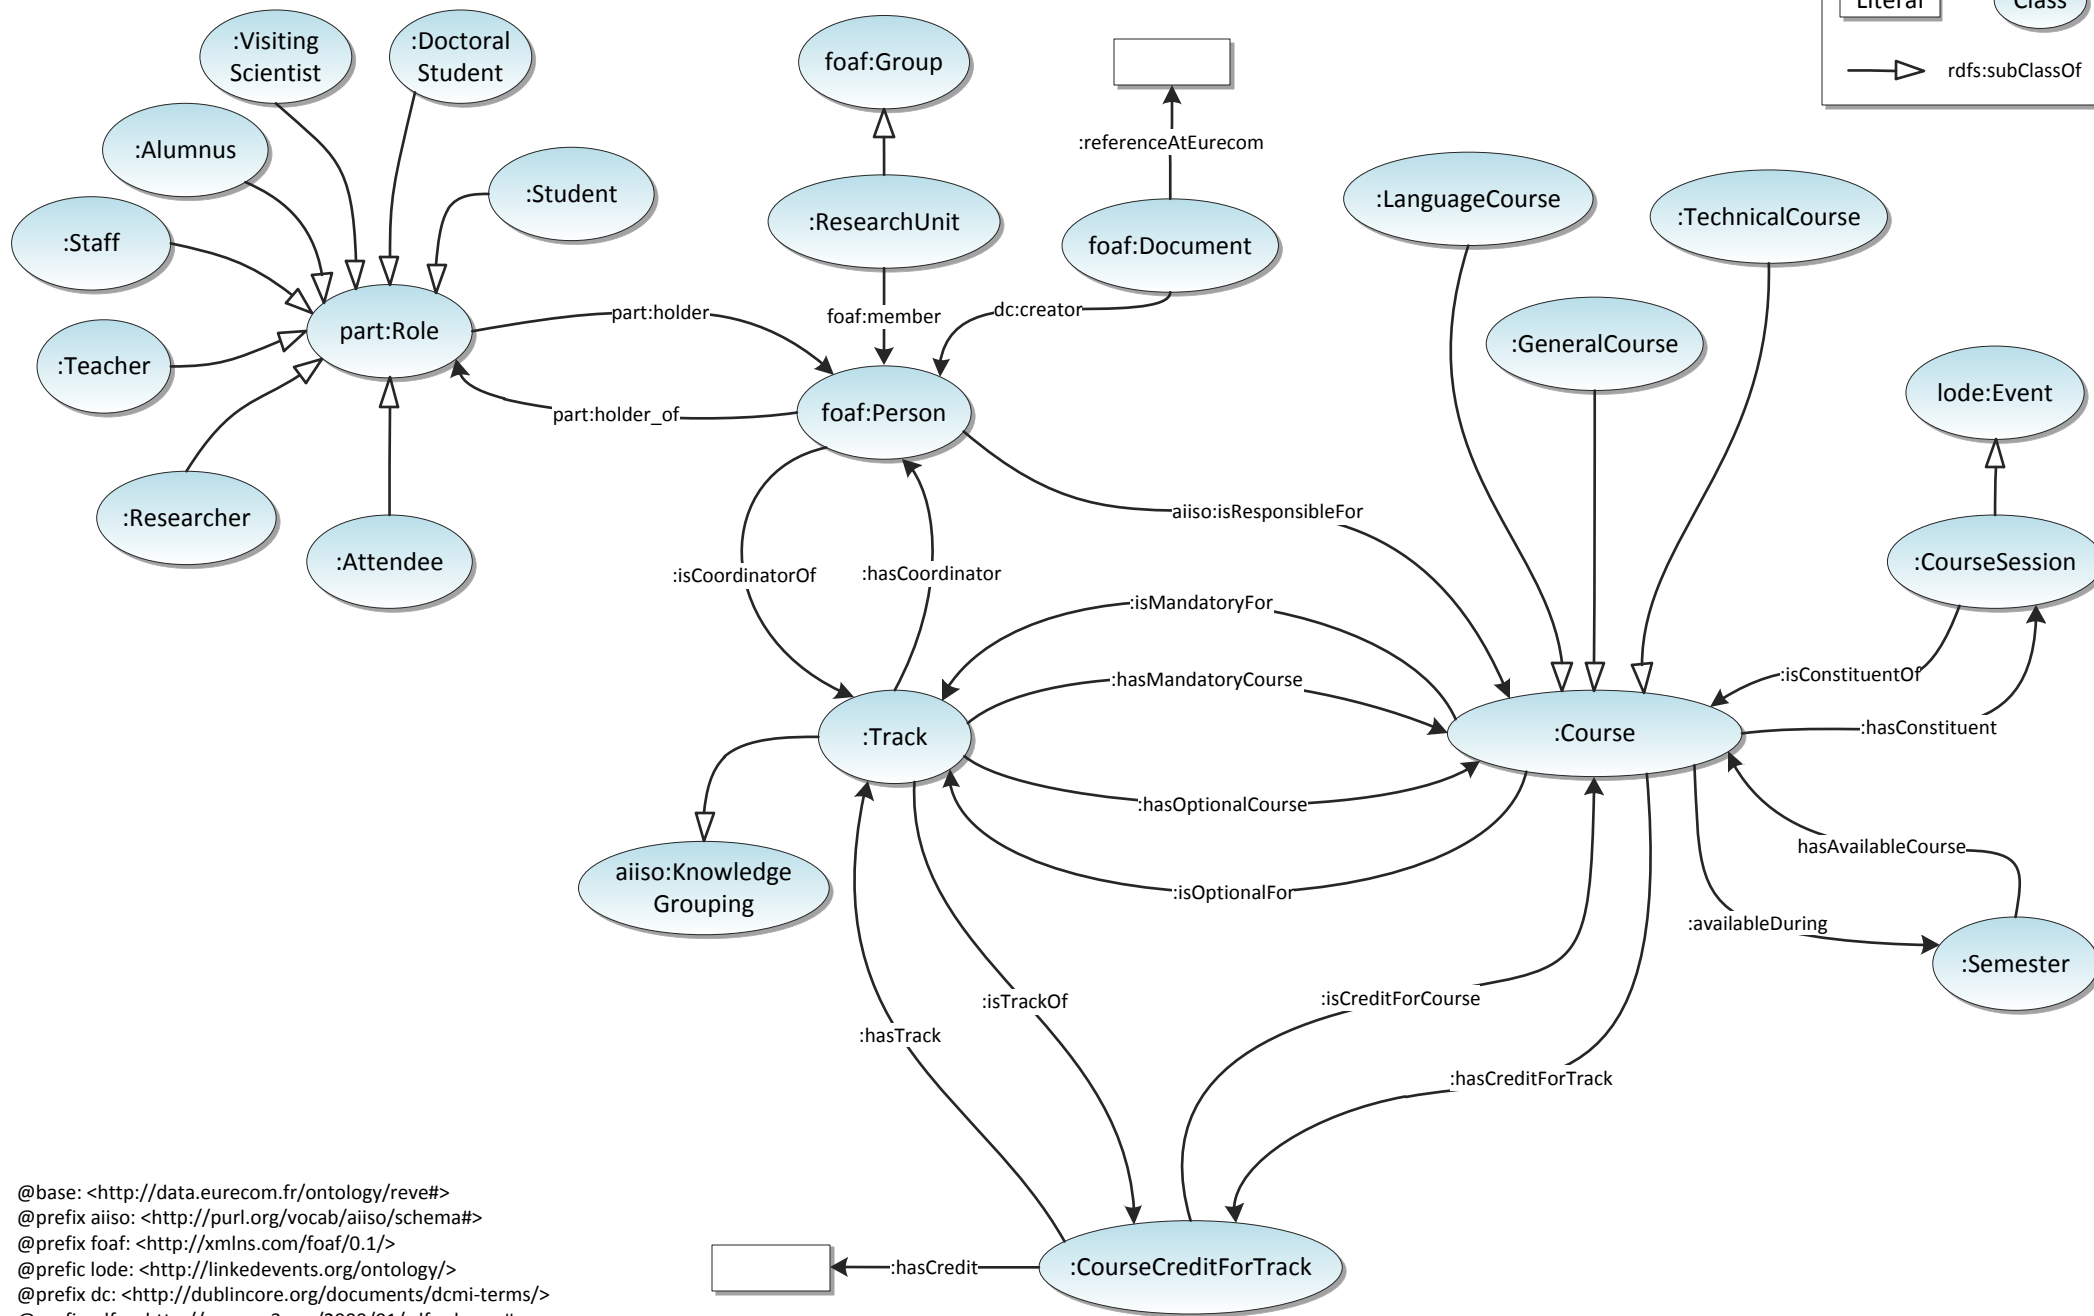 Literal
Class
rdfs:subClassOf
:Visiting
Scientist
:Doctoral
Student
foaf:Group
:Alumnus
:referenceAtEurecom
:Student
:LanguageCourse
:TechnicalCourse
:Staff
:ResearchUnit
foaf:Document
part:Role
part:holder
foaf:member
dc:creator
:GeneralCourse
:Teacher
lode:Event
part:holder_of
foaf:Person
:Researcher
aiiso:isResponsibleFor
:Attendee
:CourseSession
:isCoordinatorOf
:hasCoordinator
:isMandatoryFor
:hasMandatoryCourse
:isConstituentOf
:Track
:Course
:hasConstituent
:hasOptionalCourse
hasAvailableCourse
aiiso:Knowledge
Grouping
:isOptionalFor
:availableDuring
:Semester
:isTrackOf
:isCreditForCourse
:hasTrack
:hasCreditForTrack
:hasCredit
:CourseCreditForTrack
@base: <http://data.eurecom.fr/ontology/reve#>
@prefix aiiso: <http://purl.org/vocab/aiiso/schema#>
@prefix foaf: <http://xmlns.com/foaf/0.1/>
@prefic lode: <http://linkedevents.org/ontology/>
@prefix dc: <http://dublincore.org/documents/dcmi-terms/>